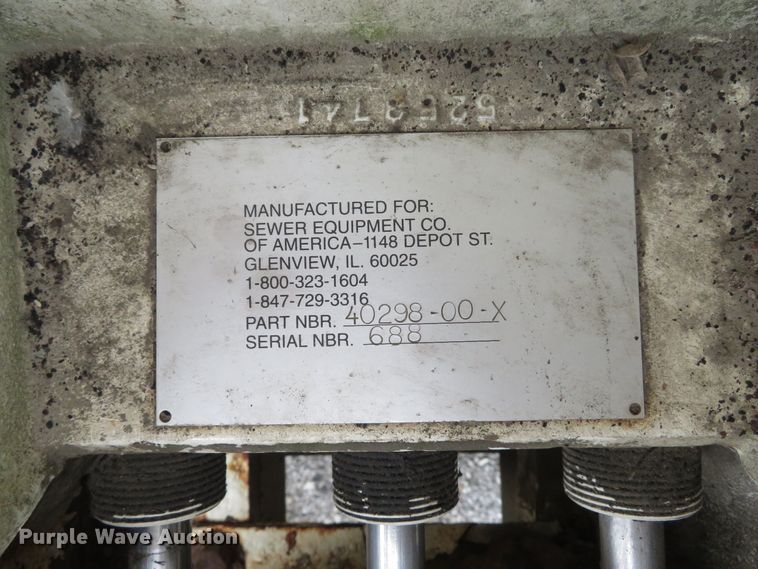 MANUFACTURED FOR:
SEWER EQUIPMENT CO.
OF AMERICA-1148 DEPOT ST.
GLENVIEW, IL. 60025
1-800-323-1604
1-847-729-3316
PART NBR. 40298-00-X
SERIAL NBR. 688
Purple Wave Auction